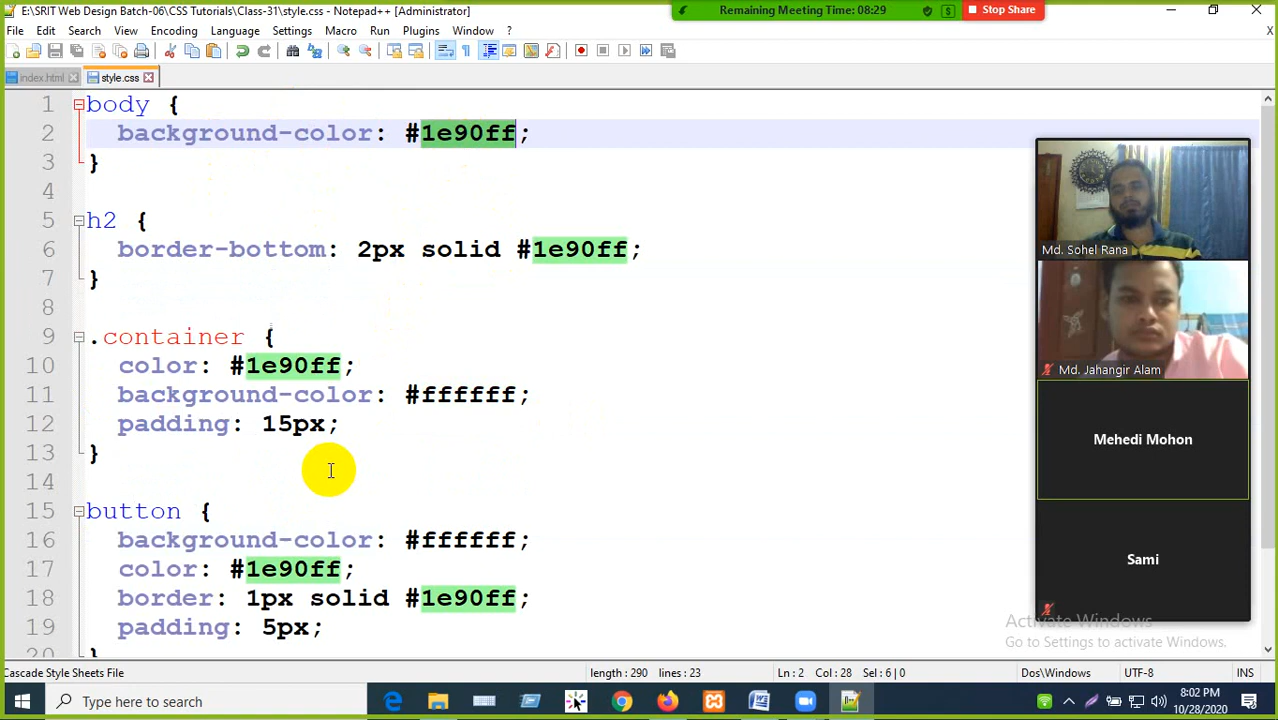 E:\SRIT Web Design Batch-06\CSS Tutorials\Class-31\style.css - Notepad++ [Administrator]
Remaining Meeting Time: 08:29
Stop Share
File Edit Search View Encoding Language Settings Macro Run Plugins Window ? X
index.html style.css
1 body {
2 background-color: #1e90ff;
3 }
4
5 h2 {
6 border-bottom: 2px solid #1e90ff;
7 }
8
9 .container {
10 color: #1e90ff;
11 background-color: #ffffff;
12 padding: 15px;
13 }
14
15 button {
16 background-color: #ffffff;
17 color: #1e90ff;
18 border: 1px solid #1e90ff;
19 padding: 5px;
20 }
Md. Sohel Rana
Md. Jahangir Alam
Mehedi Mohon
Sami
Activate Windows
Go to Settings to activate Windows.
Cascade Style Sheets File length : 290 lines : 23 Ln : 2 Col : 28 Sel : 6 | 0 Dos\Windows UTF-8 INS
Type here to search
8:02 PM
10/28/2020